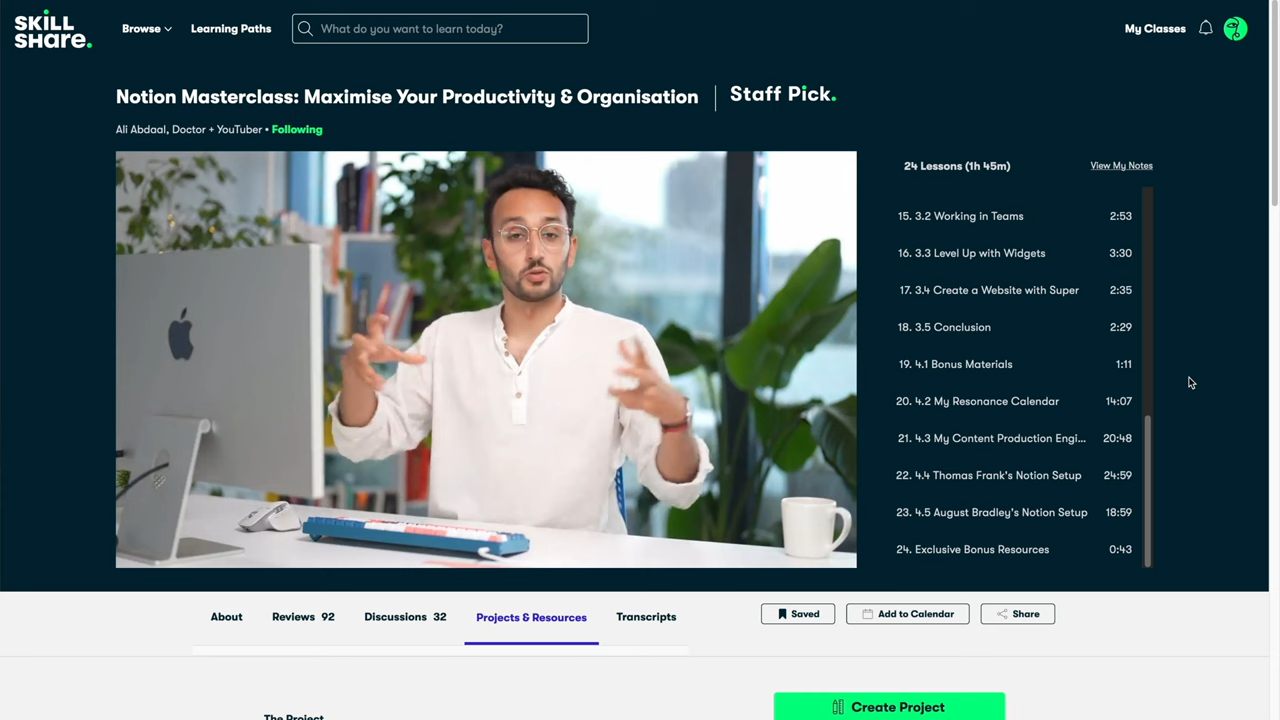 SKILL
SHARE.
Browse
Learning Paths
What do you want to learn today?
My Classes
Notion Masterclass: Maximise Your Productivity & Organisation
Staff Pick.
Ali Abdaal, Doctor + YouTuber • Following
24 Lessons (1h 45m)
View My Notes
15. 3.2 Working in Teams 2:53
16. 3.3 Level Up with Widgets 3:30
17. 3.4 Create a Website with Super 2:35
18. 3.5 Conclusion 2:29
19. 4.1 Bonus Materials 1:11
20. 4.2 My Resonance Calendar 14:07
21. 4.3 My Content Production Engi... 20:48
22. 4.4 Thomas Frank's Notion Setup 24:59
23. 4.5 August Bradley's Notion Setup 18:59
24. Exclusive Bonus Resources 0:43
About
Reviews 92
Discussions 32
Projects & Resources
Transcripts
Saved
Add to Calendar
Share
The Project
Create Project